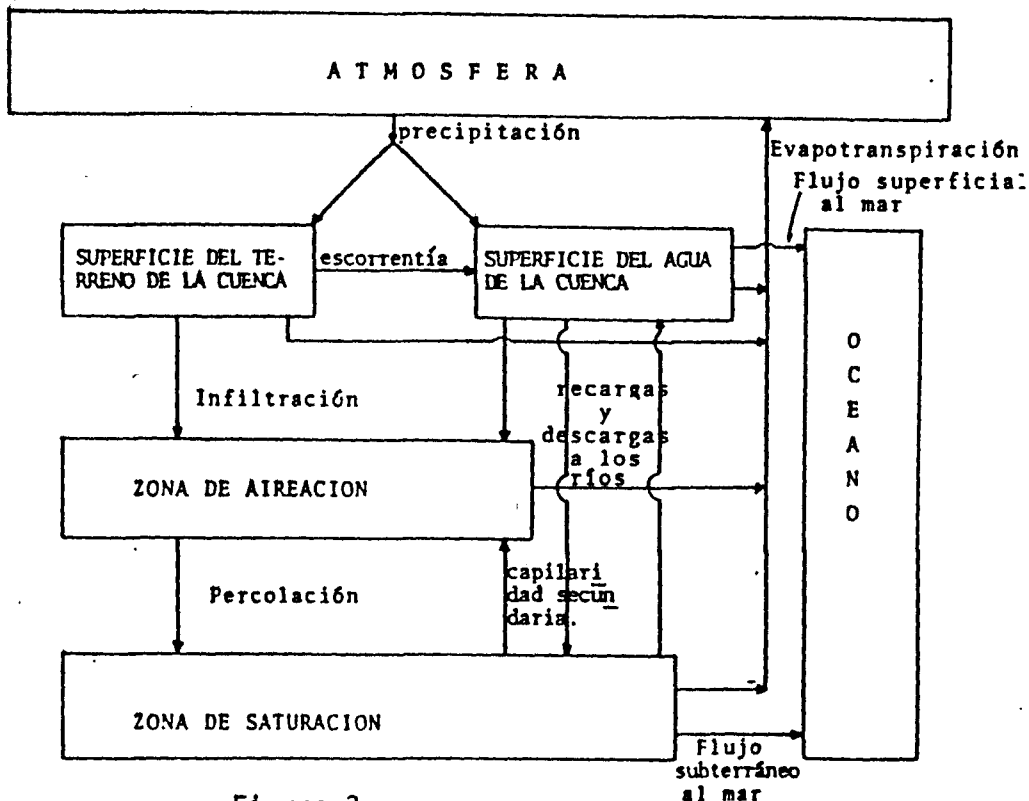 ATMOSFERA
precipitación
Evapotranspiración
Flujo superficial
al mar
SUPERFICIE DEL TE-
RRENO DE LA CUENCA
escorrentía
SUPERFICIE DEL AGUA
DE LA CUENCA
OCEANO
Infiltración
recargas
y
descargas
a los
ríos
ZONA DE AIREACION
Percolación
capilari
dad secun
daria.
ZONA DE SATURACION
Flujo
subterráneo
al mar